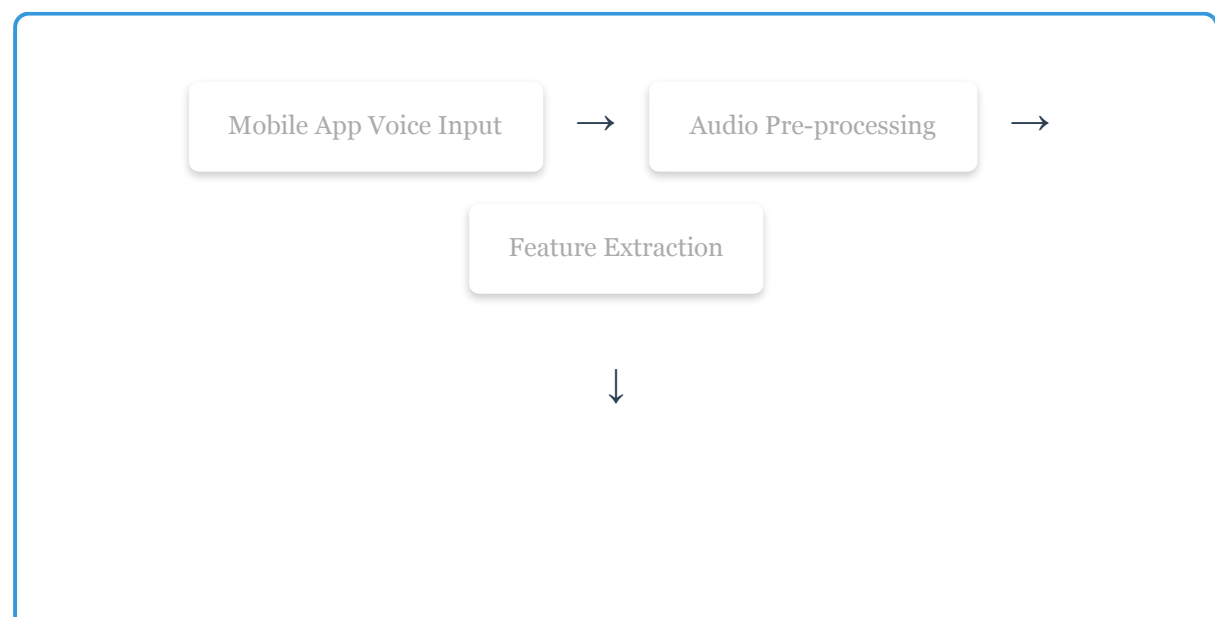 Mobile App Voice Input → Audio Pre-processing →
Feature Extraction
↓